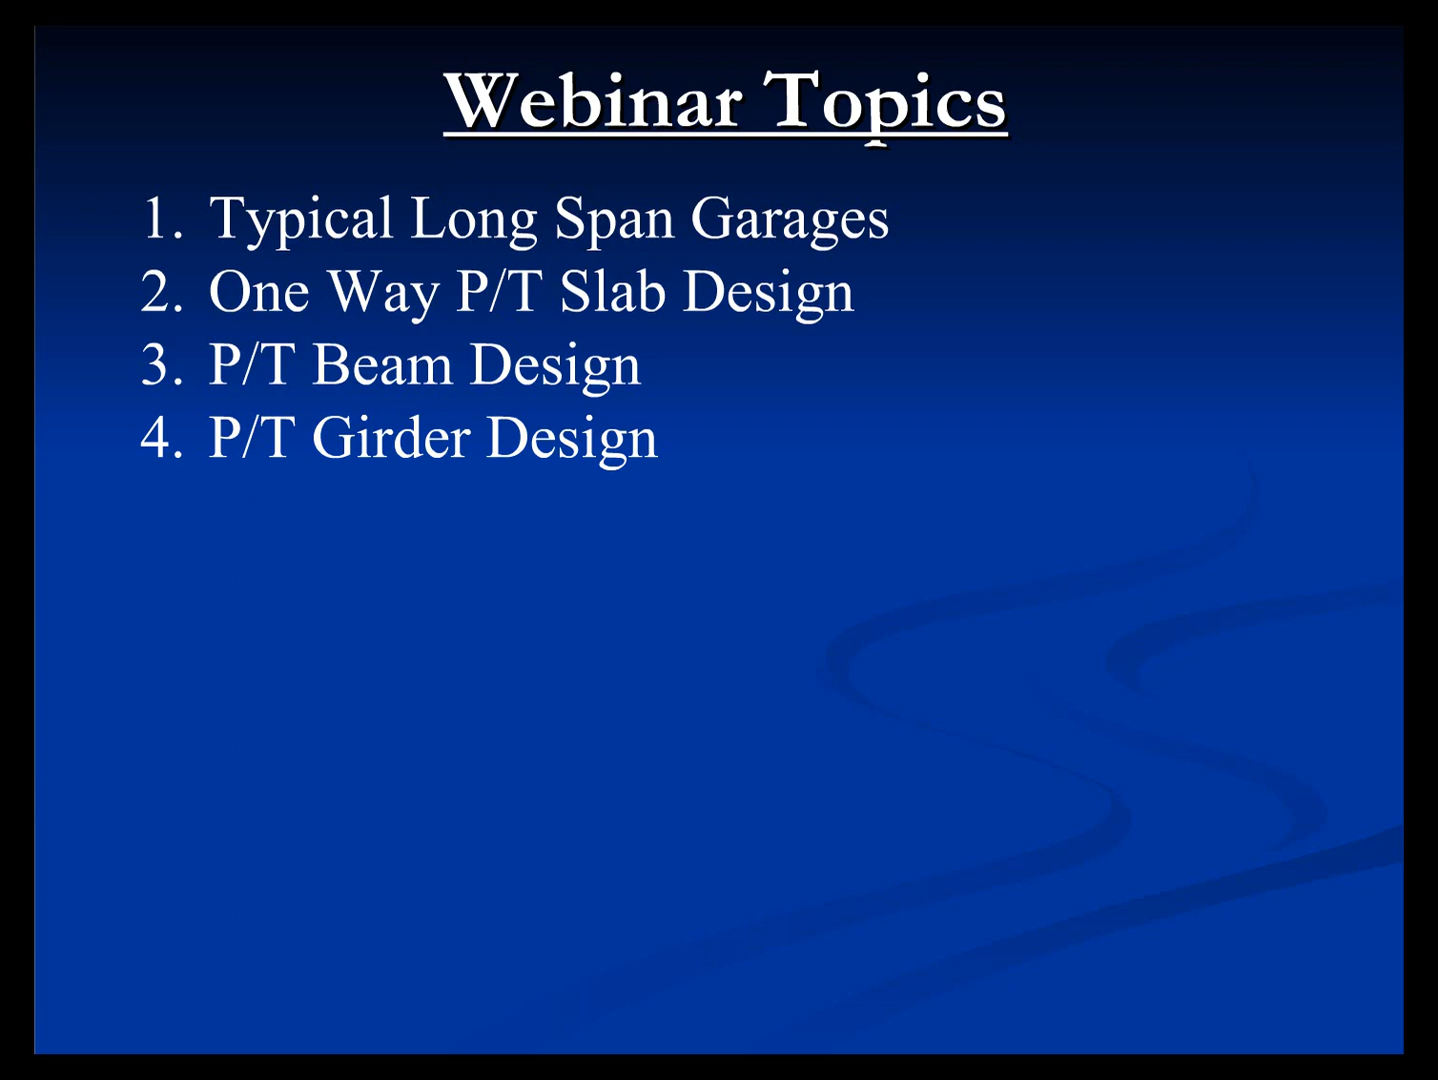 Webinar Topics
1. Typical Long Span Garages
2. One Way P/T Slab Design
3. P/T Beam Design
4. P/T Girder Design